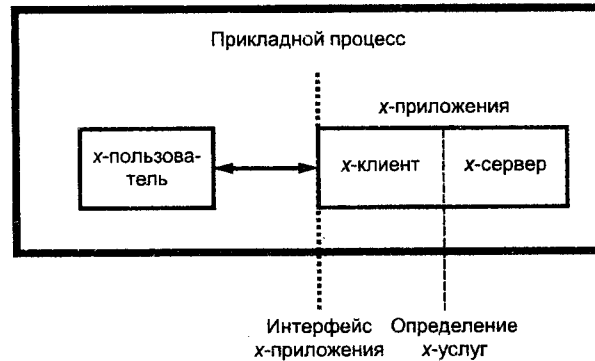 Прикладной процесс
x-приложения
x-пользова-
тель
x-клиент
x-сервер
Интерфейс
x-приложения
Определение
x-услуг